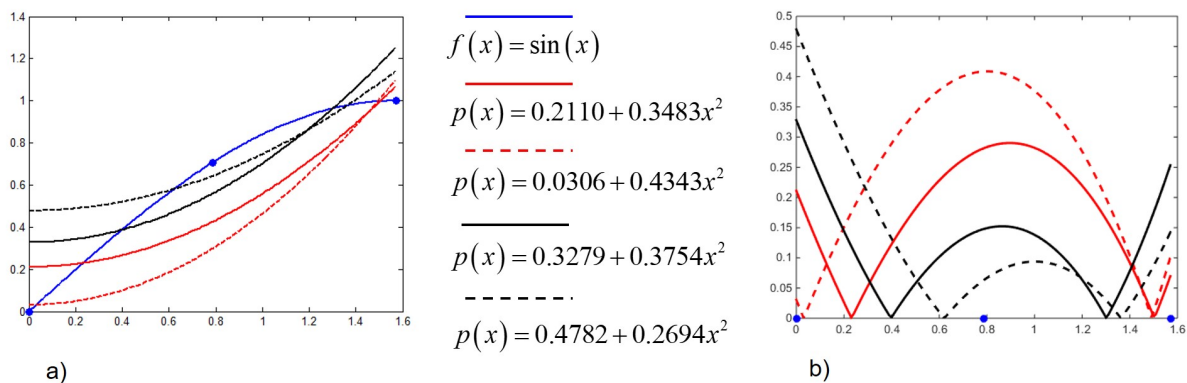 1.4
1.2
1
0.8
0.6
0.4
0.2
0
0 0.2 0.4 0.6 0.8 1 1.2 1.4 1.6
a)
f(x) = sin(x)
p(x) = 0.2110 + 0.3483x²
p(x) = 0.0306 + 0.4343x²
p(x) = 0.3279 + 0.3754x²
p(x) = 0.4782 + 0.2694x²
0.5
0.45
0.4
0.35
0.3
0.25
0.2
0.15
0.1
0.05
0
0 0.2 0.4 0.6 0.8 1 1.2 1.4 1.6
b)